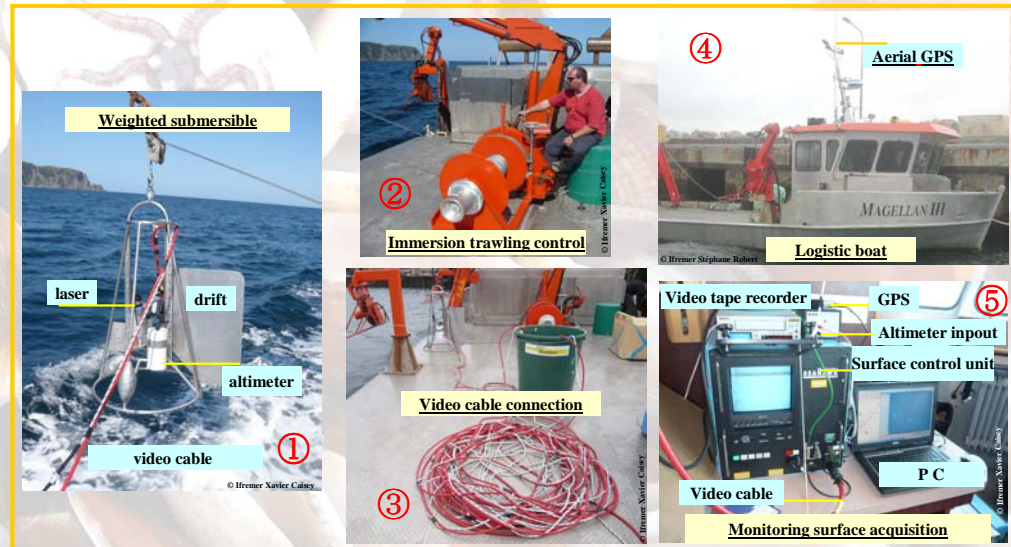 Weighted submersible
laser
drift
altimeter
video cable
①
© Ifremer Xavier Caisey
②
Immersion trawling control
© Ifremer Xavier Caisey
Video cable connection
③
© Ifremer Xavier Caisey
④
Aerial GPS
MAGELLAN III
Logistic boat
© Ifremer Stéphane Robert
Video tape recorder
GPS
⑤
Altimeter inpout
Surface control unit
P C
Video cable
Monitoring surface acquisition
© Ifremer Xavier Caisey